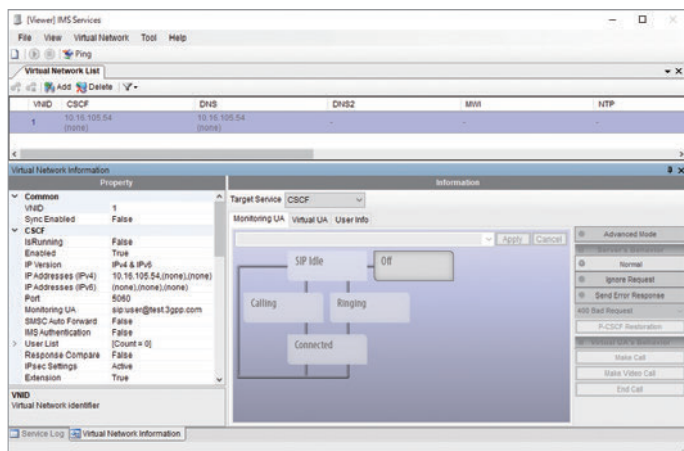 [Viewer] IMS Services
File View Virtual Network Tool Help
Ping
Virtual Network List
Add Delete
VNID CSCF DNS DNS2 MWI NTP
1 10.16.105.54 10.16.105.54 - - -
(none) (none)
Virtual Network Information
Property Information
Common
VNID 1
Sync Enabled False
CSCF
IsRunning False
Enabled True
IP Version IPv4 & IPv6
IP Addresses (IPv4) 10.16.105.54,(none),(none)
IP Addresses (IPv6) (none),(none),(none)
Port 5060
Monitoring UA sip:user@test.3gpp.com
SMSC Auto Forward False
IMS Authentication False
User List [Count = 0]
Response Compare False
IPsec Settings Active
Extension True
VNID
Virtual Network identifier
Target Service CSCF
Monitoring UA Virtual UA User Info
Apply Cancel
SIP Idle Off
Calling Ringing
Connected
Advanced Mode
Server's Behavior
Normal
Ignore Request
Send Error Response
400 Bad Request
P-CSCF Restoration
Virtual UA's Behavior
Make Call
Make Video Call
End Call
Service Log Virtual Network Information